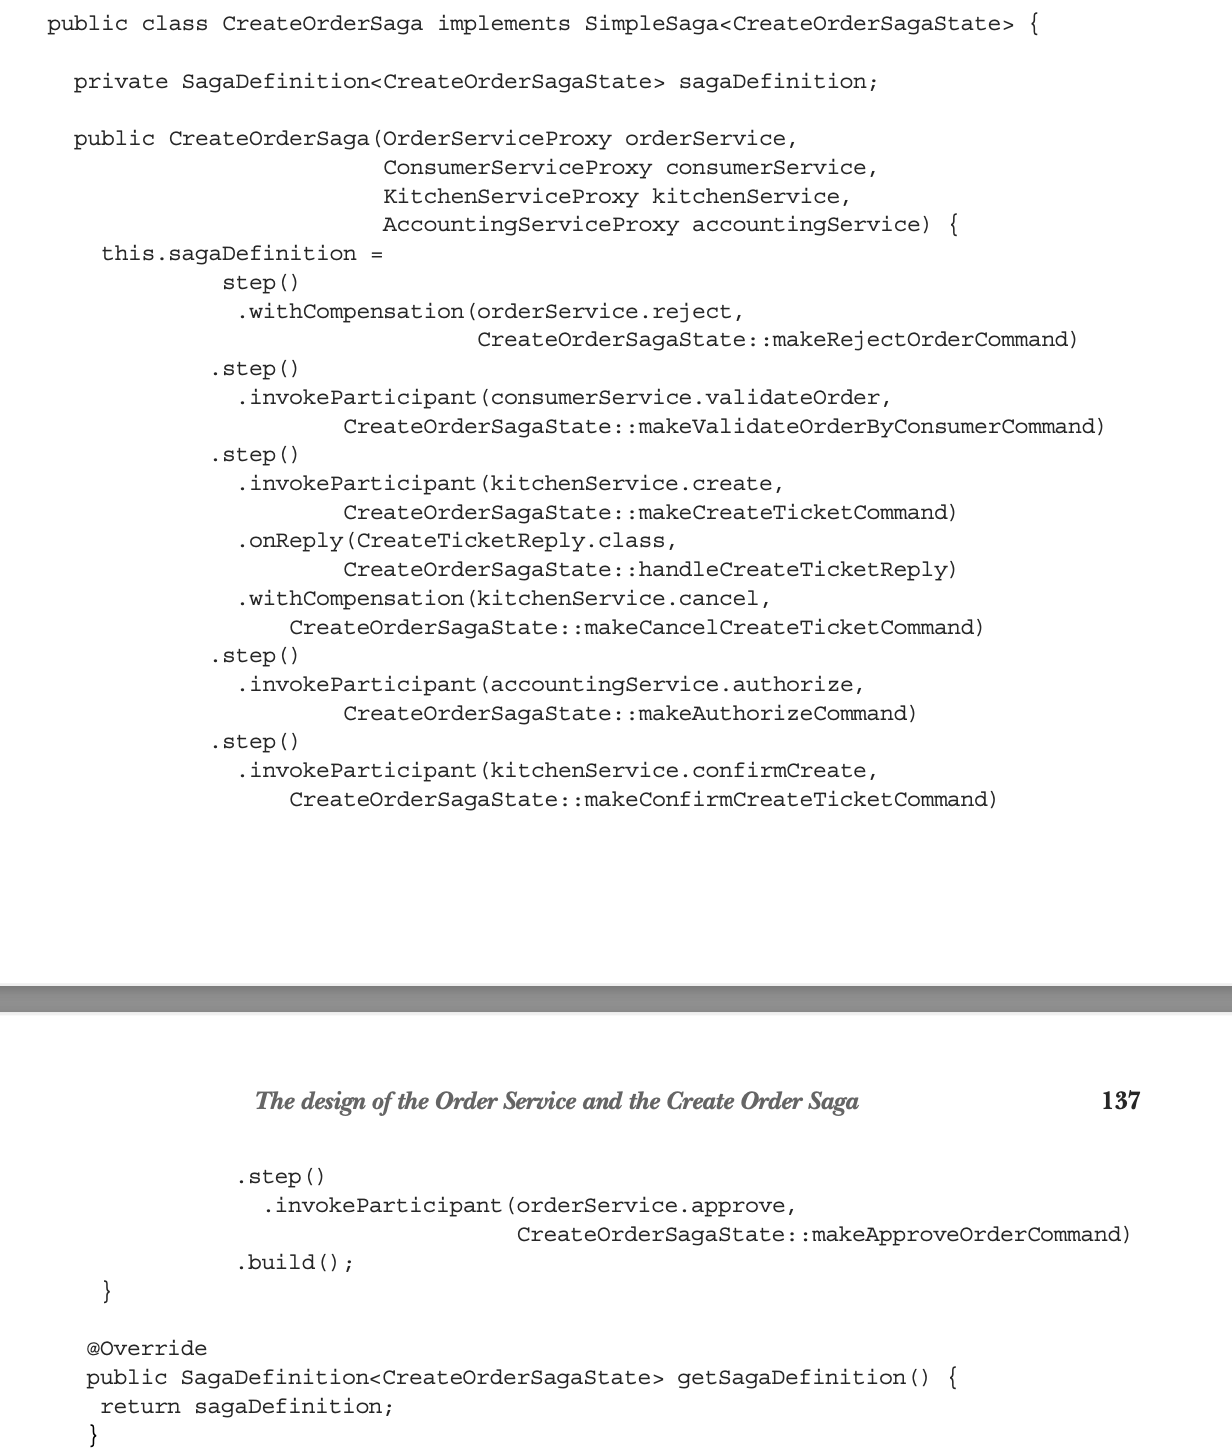 public class CreateOrderSaga implements SimpleSaga<CreateOrderSagaState> {
private SagaDefinition<CreateOrderSagaState> sagaDefinition;
public CreateOrderSaga(OrderServiceProxy orderService,
ConsumerServiceProxy consumerService,
KitchenServiceProxy kitchenService,
AccountingServiceProxy accountingService) {
this.sagaDefinition =
step()
.withCompensation(orderService.reject,
CreateOrderSagaState::makeRejectOrderCommand)
.step()
.invokeParticipant(consumerService.validateOrder,
CreateOrderSagaState::makeValidateOrderByConsumerCommand)
.step()
.invokeParticipant(kitchenService.create,
CreateOrderSagaState::makeCreateTicketCommand)
.onReply(CreateTicketReply.class,
CreateOrderSagaState::handleCreateTicketReply)
.withCompensation(kitchenService.cancel,
CreateOrderSagaState::makeCancelCreateTicketCommand)
.step()
.invokeParticipant(accountingService.authorize,
CreateOrderSagaState::makeAuthorizeCommand)
.step()
.invokeParticipant(kitchenService.confirmCreate,
CreateOrderSagaState::makeConfirmCreateTicketCommand)
The design of the Order Service and the Create Order Saga 137
.step()
.invokeParticipant(orderService.approve,
CreateOrderSagaState::makeApproveOrderCommand)
.build();
}
@Override
public SagaDefinition<CreateOrderSagaState> getSagaDefinition() {
return sagaDefinition;
}